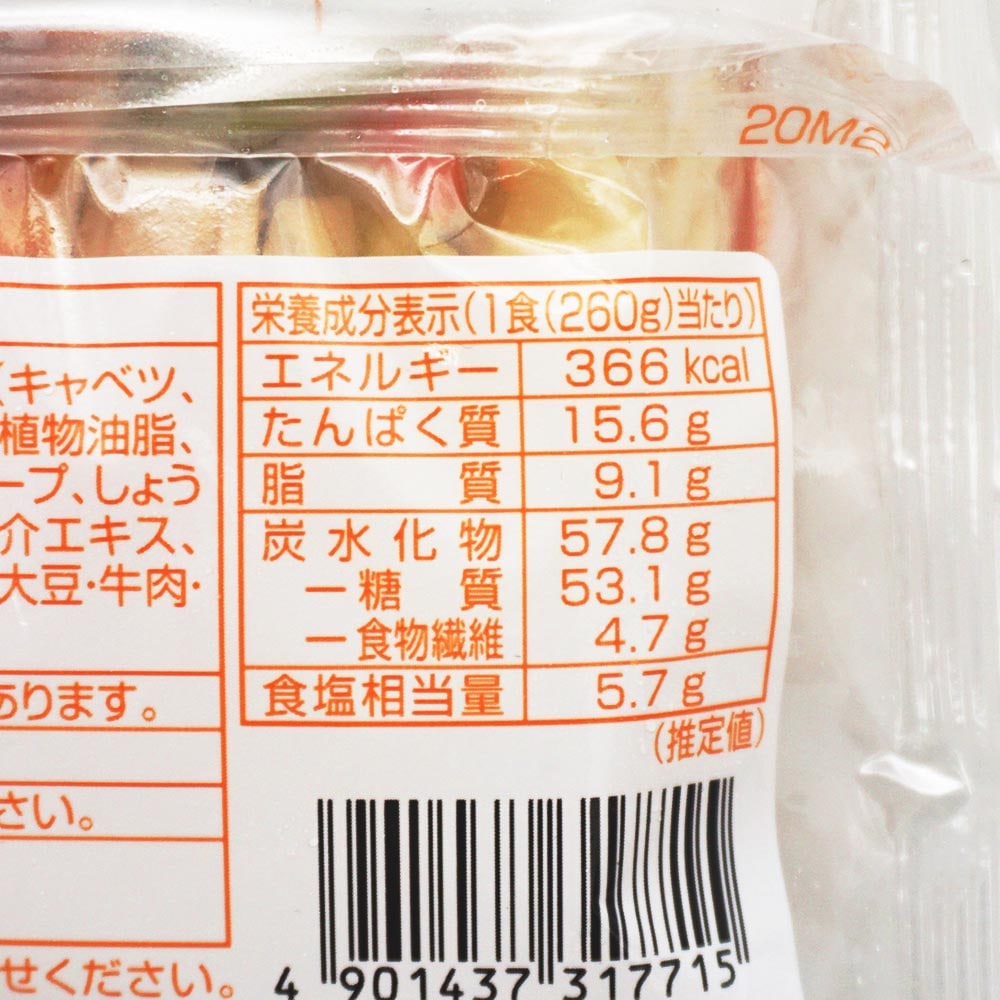 20Ma
(キャベツ、
植物油脂、
ープ、しょう
介エキス、
大豆・牛肉・
あります。
さい。
せください。
栄養成分表示(1食(260g)当たり)
エネルギー 366 kcal
たんぱく質 15.6 g
脂質 9.1 g
炭水化物 57.8 g
ー糖質 53.1 g
ー食物繊維 4.7 g
食塩相当量 5.7 g
(推定値)
4 901437 317715